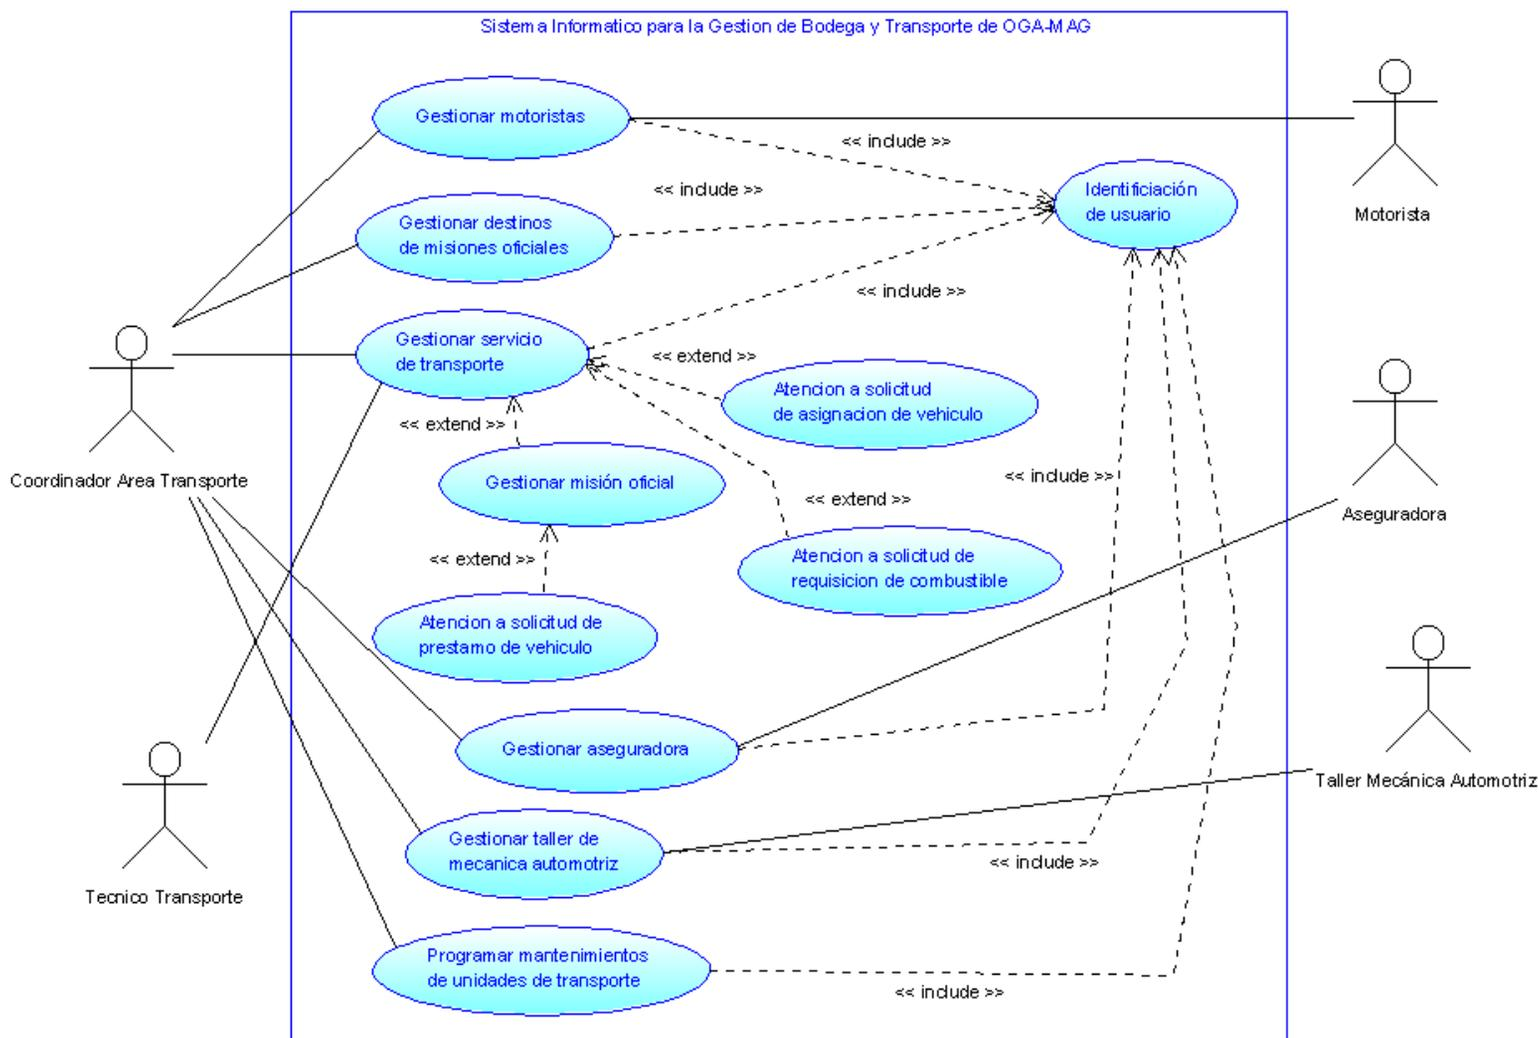 Sistema Informatico para la Gestion de Bodega y Transporte de OGA-MAG
Gestionar motoristas
<< include >>
Motorista
<< include >>
Identificiación
de usuario
Gestionar destinos
de misiones oficiales
<< include >>
Gestionar servicio
de transporte
<< extend >>
Atencion a solicitud
de asignacion de vehiculo
<< extend >>
Coordinador Area Transporte
Gestionar misión oficial
<< include >>
<< extend >>
Aseguradora
<< extend >>
Atencion a solicitud de
requisicion de combustible
Atencion a solicitud de
prestamo de vehiculo
Gestionar aseguradora
Taller Mecánica Automotriz
Gestionar taller de
mecanica automotriz
<< include >>
Tecnico Transporte
Programar mantenimientos
de unidades de transporte
<< include >>